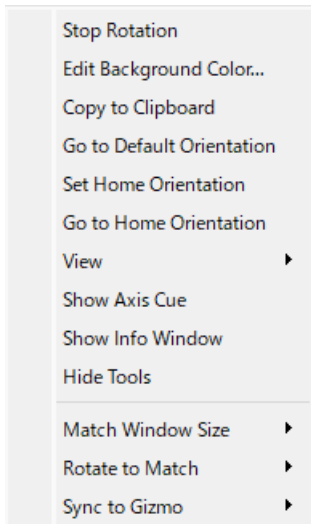 Stop Rotation
Edit Background Color...
Copy to Clipboard
Go to Default Orientation
Set Home Orientation
Go to Home Orientation
View
Show Axis Cue
Show Info Window
Hide Tools
Match Window Size
Rotate to Match
Sync to Gizmo